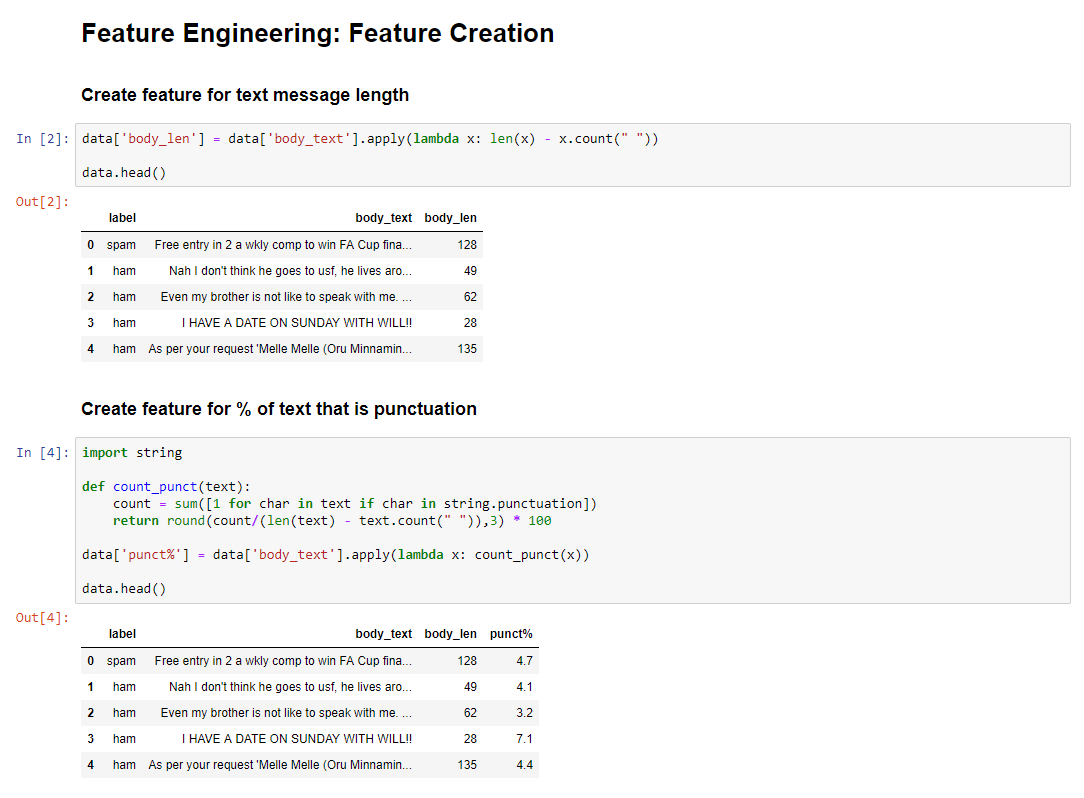 Feature Engineering: Feature Creation
Create feature for text message length
In [2]: data['body_len'] = data['body_text'].apply(lambda x: len(x) - x.count(" "))
data.head()
Out[2]:
label body_text body_len
0 spam Free entry in 2 a wkly comp to win FA Cup fina... 128
1 ham Nah I don't think he goes to usf, he lives aro... 49
2 ham Even my brother is not like to speak with me. ... 62
3 ham I HAVE A DATE ON SUNDAY WITH WILL!! 28
4 ham As per your request 'Melle Melle (Oru Minnamin... 135
Create feature for % of text that is punctuation
In [4]: import string
def count_punct(text):
    count = sum([1 for char in text if char in string.punctuation])
    return round(count/(len(text) - text.count(" ")),3) * 100
data['punct%'] = data['body_text'].apply(lambda x: count_punct(x))
data.head()
Out[4]:
label body_text body_len punct%
0 spam Free entry in 2 a wkly comp to win FA Cup fina... 128 4.7
1 ham Nah I don't think he goes to usf, he lives aro... 49 4.1
2 ham Even my brother is not like to speak with me. ... 62 3.2
3 ham I HAVE A DATE ON SUNDAY WITH WILL!! 28 7.1
4 ham As per your request 'Melle Melle (Oru Minnamin... 135 4.4